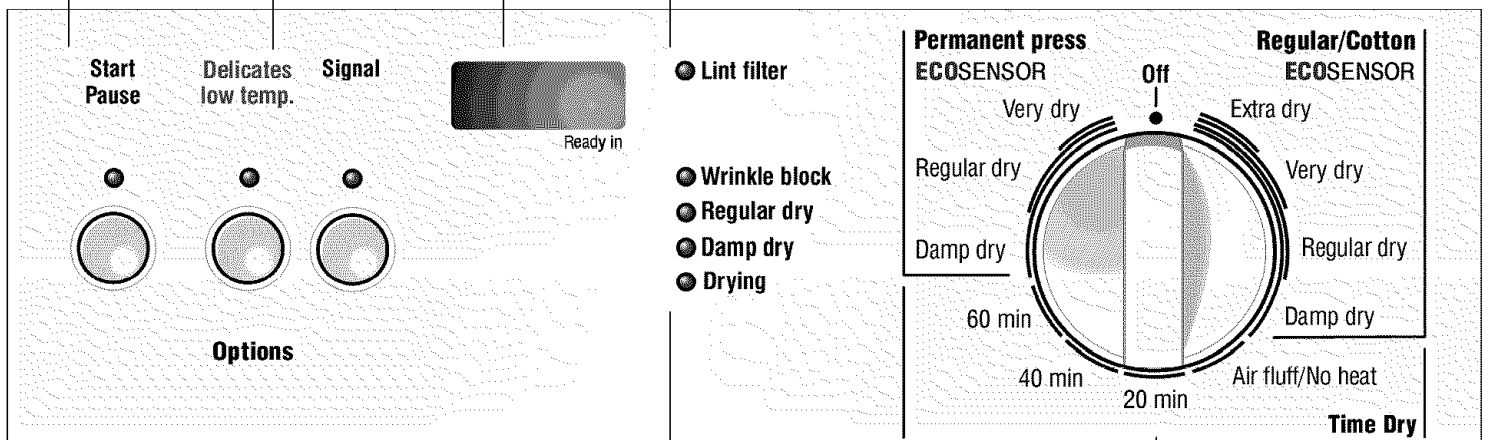 Start
Pause
Delicates
low temp.
Signal
Ready in
Options
Lint filter
Wrinkle block
Regular dry
Damp dry
Drying
Permanent press
ECOSENSOR
Very dry
Regular dry
Damp dry
Off
Regular/Cotton
ECOSENSOR
Extra dry
Very dry
Regular dry
Damp dry
60 min
40 min
20 min
Air fluff/No heat
Time Dry